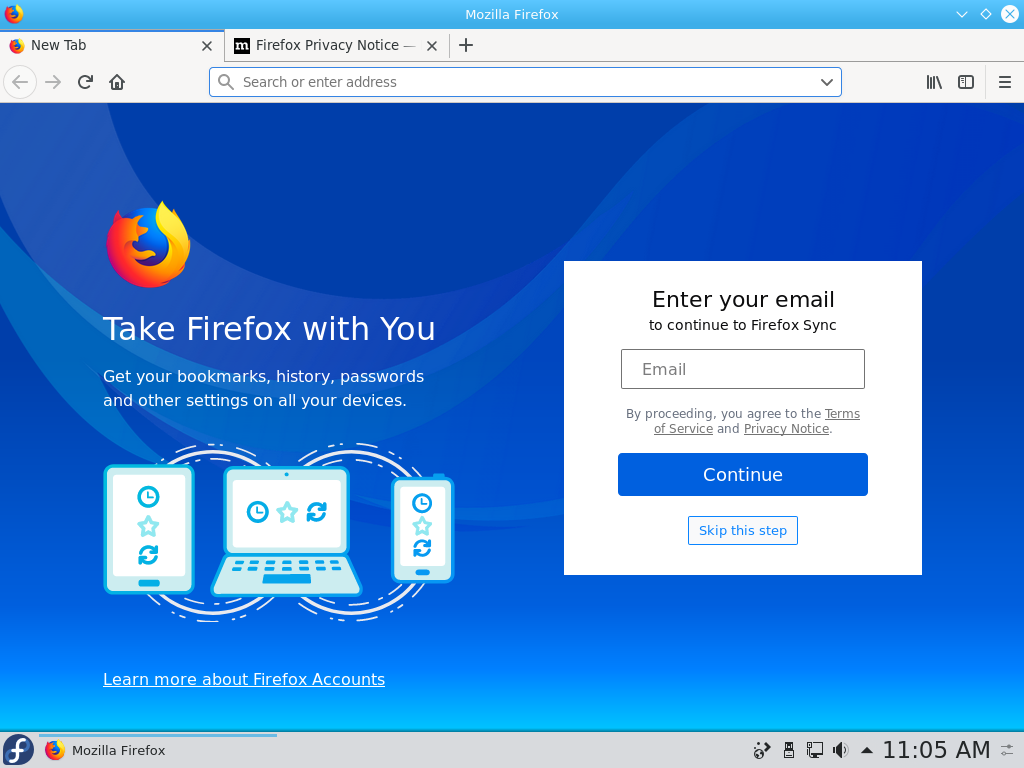 Mozilla Firefox
New Tab
Firefox Privacy Notice —
Search or enter address
Take Firefox with You
Get your bookmarks, history, passwords
and other settings on all your devices.
Learn more about Firefox Accounts
Enter your email
to continue to Firefox Sync
Email
By proceeding, you agree to the Terms
of Service and Privacy Notice.
Continue
Skip this step
Mozilla Firefox
11:05 AM